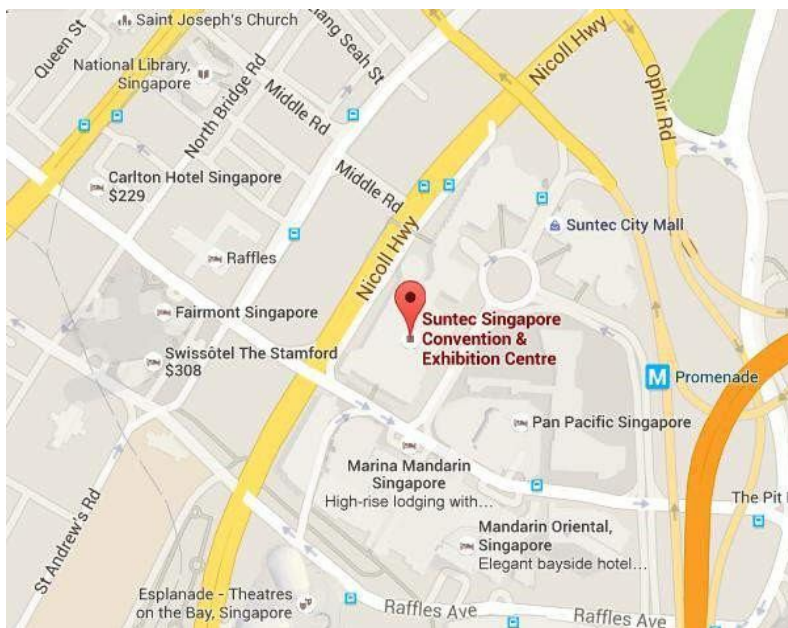 Saint Joseph's Church
Queen St
National Library,
Singapore
North Bridge Rd
Seah St
Middle Rd
Nicoll Hwy
Ophir Rd
Carlton Hotel Singapore
$229
Middle Rd
Raffles
Suntec City Mall
Nicoll Hwy
Fairmont Singapore
Suntec Singapore
Convention &
Exhibition Centre
Swissôtel The Stamford
$308
M Promenade
Pan Pacific Singapore
Marina Mandarin
Singapore
High-rise lodging with...
The Pit
St Andrew's Rd
Mandarin Oriental,
Singapore
Elegant bayside hotel...
Esplanade - Theatres
on the Bay, Singapore
Raffles Ave
Raffles Ave